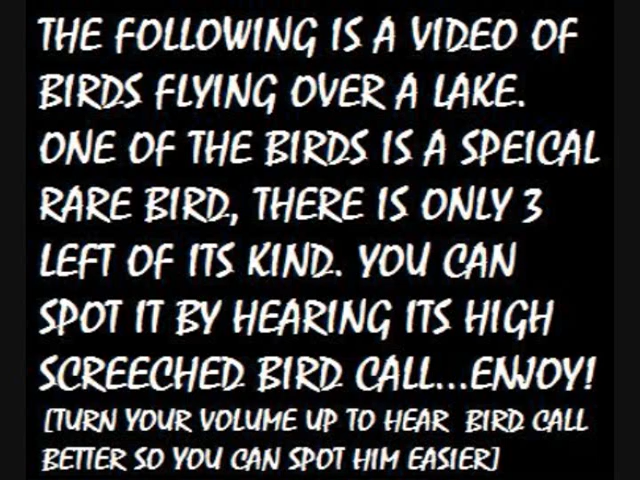 THE FOLLOWING IS A VIDEO OF
BIRDS FLYING OVER A LAKE.
ONE OF THE BIRDS IS A SPEICAL
RARE BIRD, THERE IS ONLY 3
LEFT OF ITS KIND. YOU CAN
SPOT IT BY HEARING ITS HIGH
SCREECHED BIRD CALL...ENJOY!
[TURN YOUR VOLUME UP TO HEAR BIRD CALL
BETTER SO YOU CAN SPOT HIM EASIER]